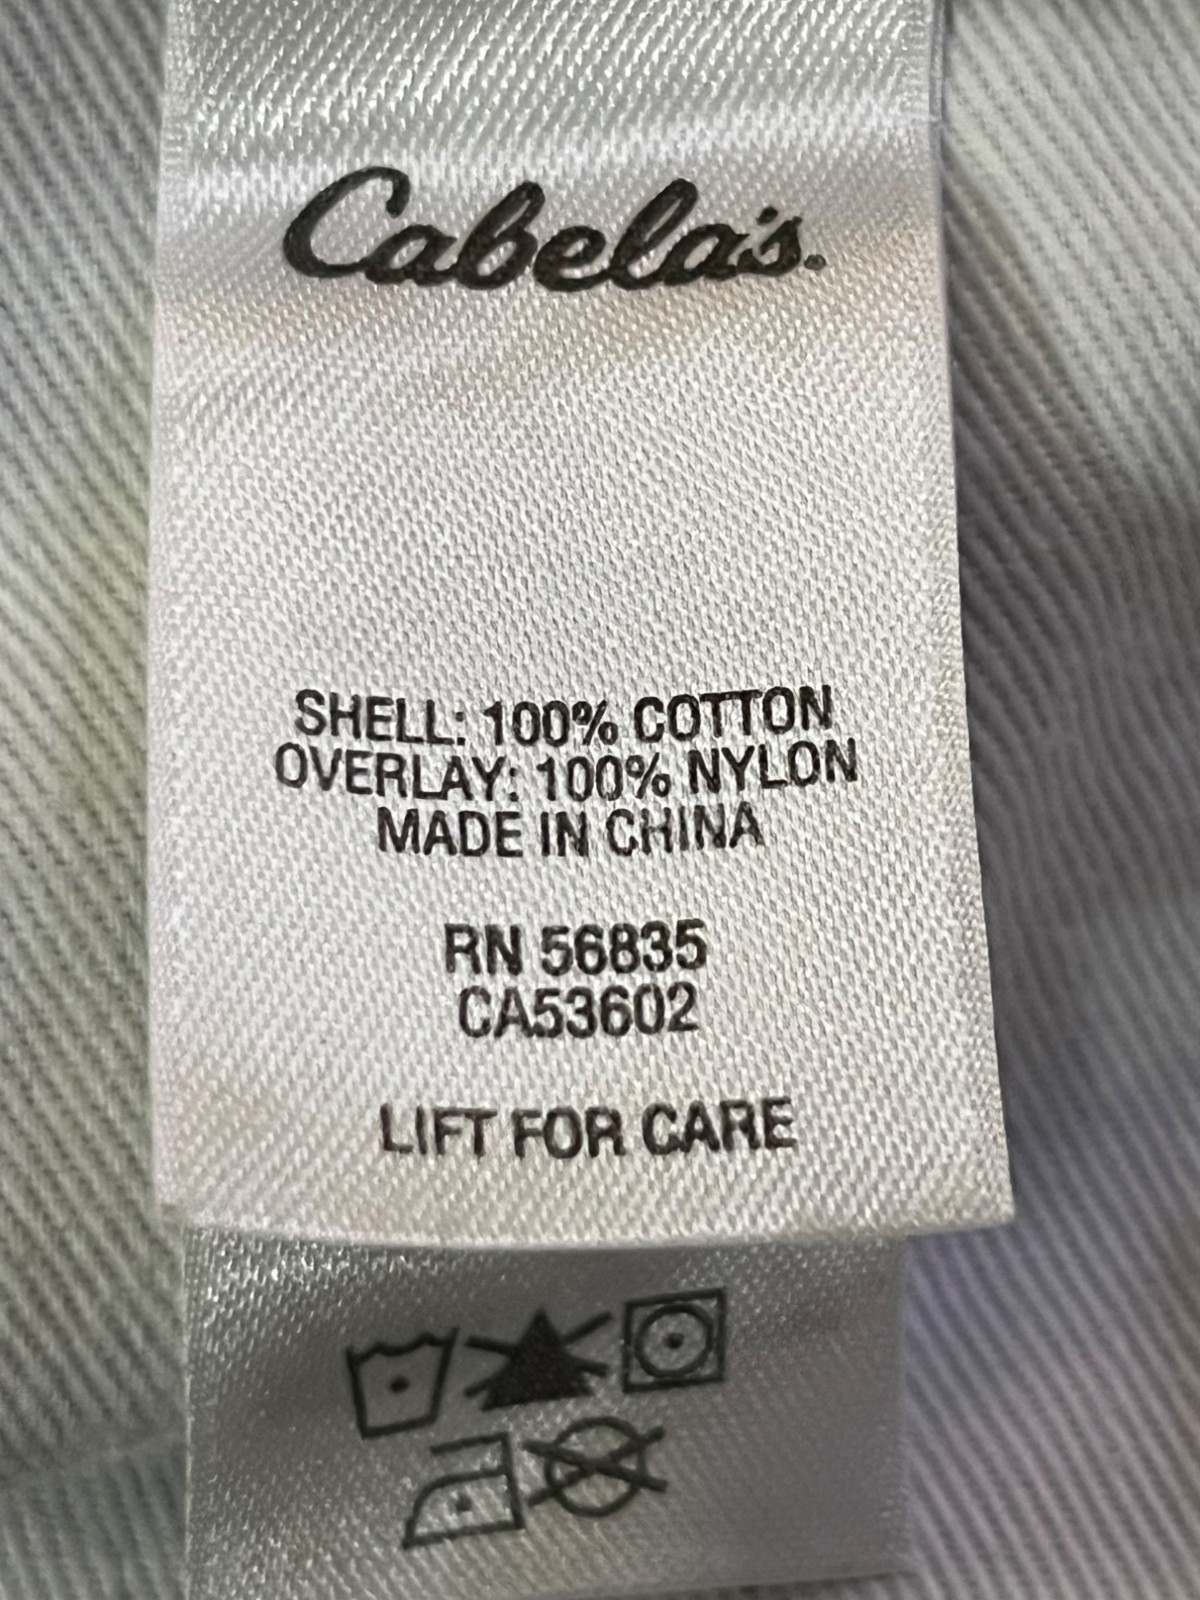 Cabela's.
SHELL: 100% COTTON
OVERLAY: 100% NYLON
MADE IN CHINA
RN 56835
CA53602
LIFT FOR CARE